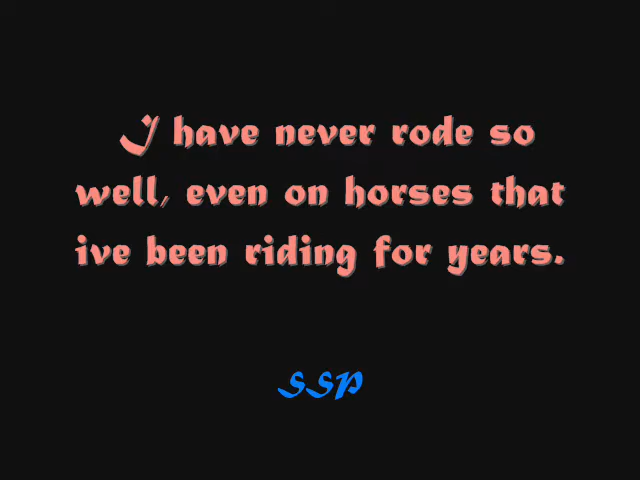 I have never rode so
well, even on horses that
ive been riding for years.
SSP